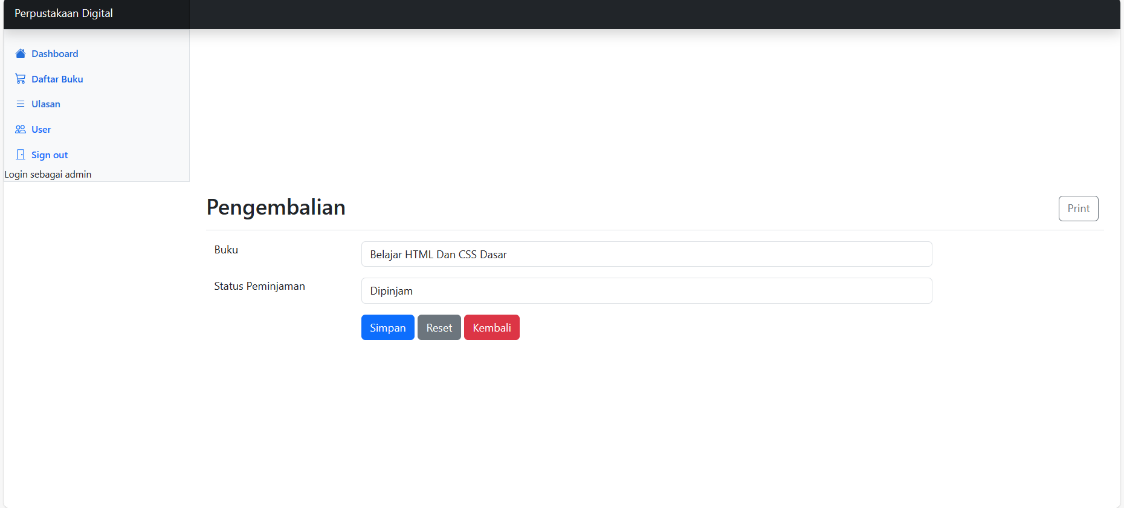 Perpustakaan Digital
Dashboard
Daftar Buku
Ulasan
User
Sign out
Login sebagai admin
Pengembalian
Print
Buku
Belajar HTML Dan CSS Dasar
Status Peminjaman
Dipinjam
Simpan
Reset
Kembali